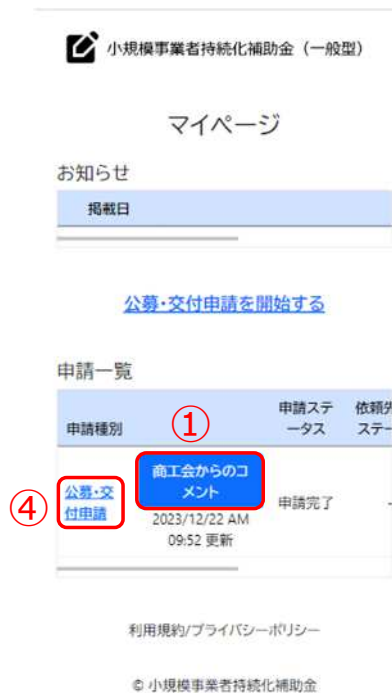 小規模事業者持続化補助金（一般型）
マイページ
お知らせ
掲載日
公募・交付申請を開始する
申請一覧
申請種別
①
申請ステ
ータス
依頼先
ステー
④
公募・交
付申請
商工会からのコ
メント
2023/12/22 AM
09:52 更新
申請完了
-
利用規約/プライバシーポリシー
© 小規模事業者持続化補助金